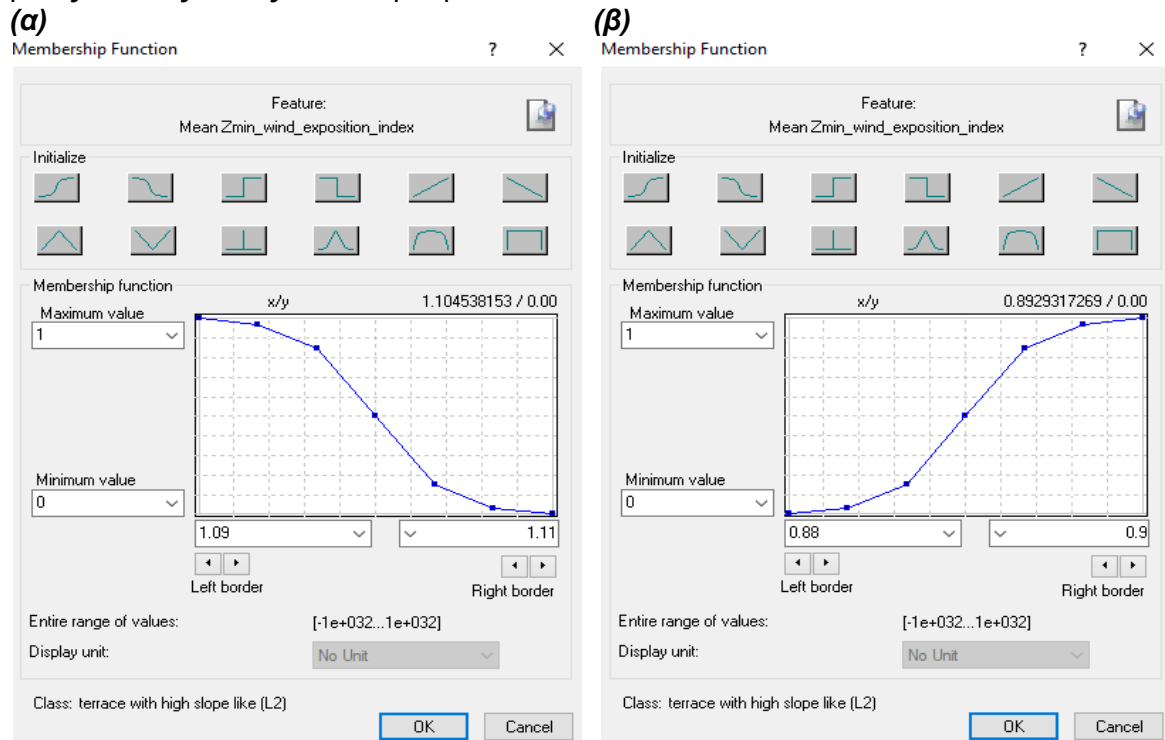 (α) (β)
Membership Function ? ×
Feature:
Mean Zmin_wind_exposition_index
Initialize
Membership function
x/y 1.104538153 / 0.00
Maximum value
1
Minimum value
0
1.09 1.11
Left border Right border
Entire range of values: [-1e+032...1e+032]
Display unit: No Unit
Class: terrace with high slope like (L2)
OK Cancel
Membership Function ? ×
Feature:
Mean Zmin_wind_exposition_index
Initialize
Membership function
x/y 0.8929317269 / 0.00
Maximum value
1
Minimum value
0
0.88 0.9
Left border Right border
Entire range of values: [-1e+032...1e+032]
Display unit: No Unit
Class: terrace with high slope like (L2)
OK Cancel